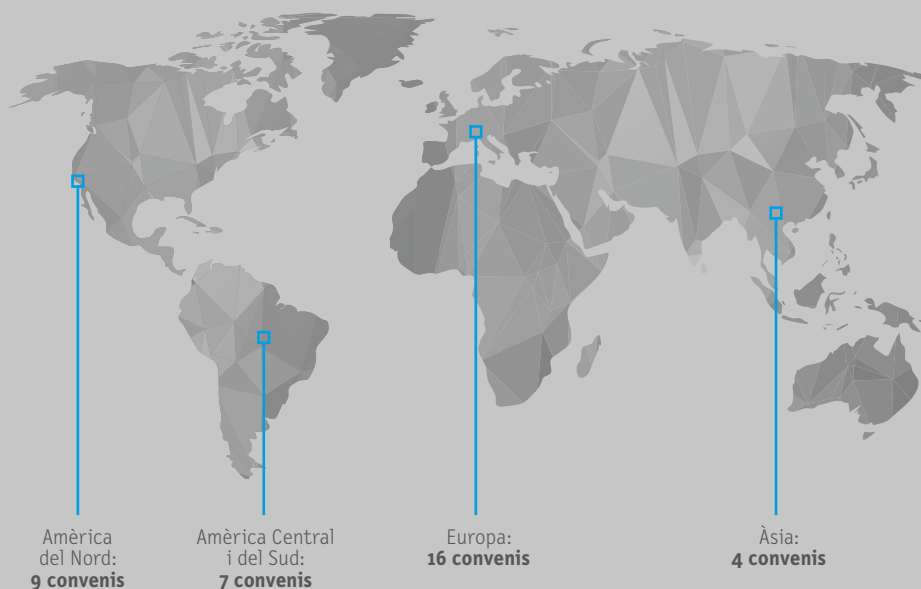 Amèrica
del Nord:
9 convenis
Amèrica Central
i del Sud:
7 convenis
Europa:
16 convenis
Àsia:
4 convenis